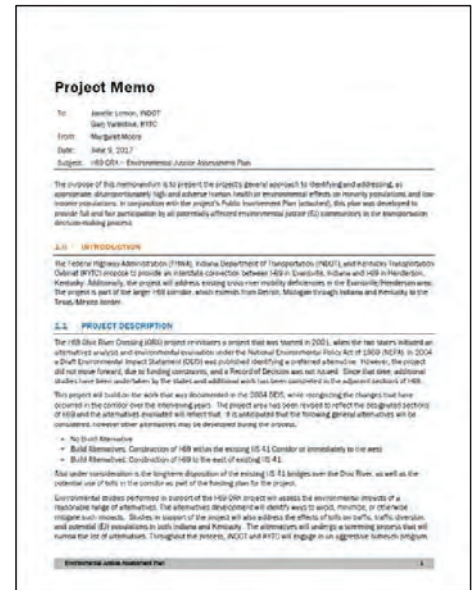 Project Memo
To: Janelle Lemon, INDOT
Gary Valentine, KYTC
From: Margaret Moore
Date: June 9, 2017
Subject: I-69 ORX – Environmental Justice Assessment Plan
The purpose of this memorandum is to present the project's general approach to identifying and addressing, as
appropriate, disproportionately high and adverse human health or environmental effects on minority populations and low
income populations. In conjunction with the project's Public Involvement Plan (attached), this plan was developed to
provide full and fair participation by all potentially affected environmental justice (EJ) communities in the transportation
decision-making process.
1.0 INTRODUCTION
The Federal Highway Administration (FHWA), Indiana Department of Transportation (INDOT), and Kentucky Transportation
Cabinet (KYTC) propose to provide an interstate connection between I-69 in Evansville, Indiana and I-69 in Henderson,
Kentucky. Additionally, the project will address existing cross-river mobility deficiencies in the Evansville/Henderson area.
The project is part of the larger I-69 corridor, which extends from Detroit, Michigan through Indiana and Kentucky to the
Texas/Mexico border.
1.1 PROJECT DESCRIPTION
The I-69 Ohio River Crossing (ORX) project re-initiates a project that was started in 2001, when the two states initiated an
alternatives analysis and environmental evaluation under the National Environmental Policy Act of 1969 (NEPA). In 2004
a Draft Environmental Impact Statement (DEIS) was published identifying a preferred alternative. However, the project
did not move forward, due to funding constraints, and a Record of Decision was not issued. Since that time, additional
studies have been undertaken by the states and additional work has been completed in the adjacent sections of I-69.
This project will build on the work that was documented in the 2004 DEIS, while recognizing the changes that have
occurred in the corridor over the intervening years. The project area has been revised to reflect the designated sections
of I-69 and the alternatives evaluated will reflect that. It is anticipated that the following general alternatives will be
considered, however other alternatives may be developed during the process.
• No Build Alternative
• Build Alternatives: Construction of I-69 within the existing US 41 Corridor or immediately to the west
• Build Alternatives: Construction of I-69 to the east of existing US 41.
Also under consideration is the long-term disposition of the existing US 41 bridges over the Ohio River, as well as the
potential use of tolls in the corridor as part of the funding plan for the project.
Environmental studies performed in support of the I-69 ORX project will assess the environmental impacts of a
reasonable range of alternatives. The alternatives development will identify ways to avoid, minimize, or otherwise
mitigate such impacts. Studies in support of the project will also address the effects of tolls on traffic, traffic diversion,
and potential (EJ) populations in both Indiana and Kentucky. The alternatives will undergo a screening process that will
narrow the list of alternatives. Throughout the process, INDOT and KYTC will engage in an aggressive outreach program
Environmental Justice Assessment Plan 1